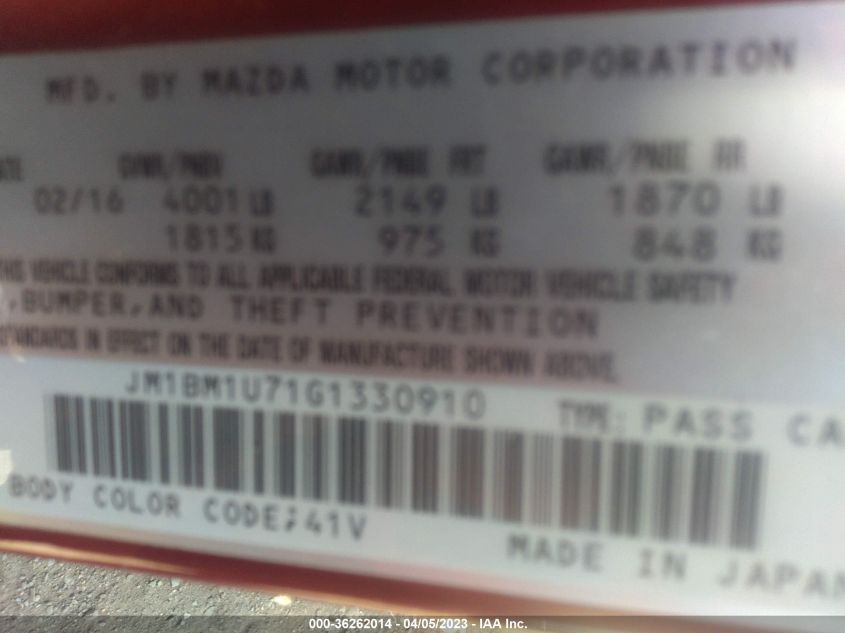 MFD. BY MAZDA MOTOR CORPORATION
GVWR/PNBV GAWR/PNBE FRT GAWR/PNBE RR
02/16 4001 LB 2149 LB 1870 LB
1815 KG 975 KG 848 KG
THIS VEHICLE CONFORMS TO ALL APPLICABLE FEDERAL MOTOR VEHICLE SAFETY
,BUMPER,AND THEFT PREVENTION
STANDARDS IN EFFECT ON THE DATE OF MANUFACTURE SHOWN ABOVE.
JM1BM1U71G1330910 TYPE: PASS CA
BODY COLOR CODE:41V
MADE IN JAPAN
000-36262014 - 04/05/2023 - IAA Inc.